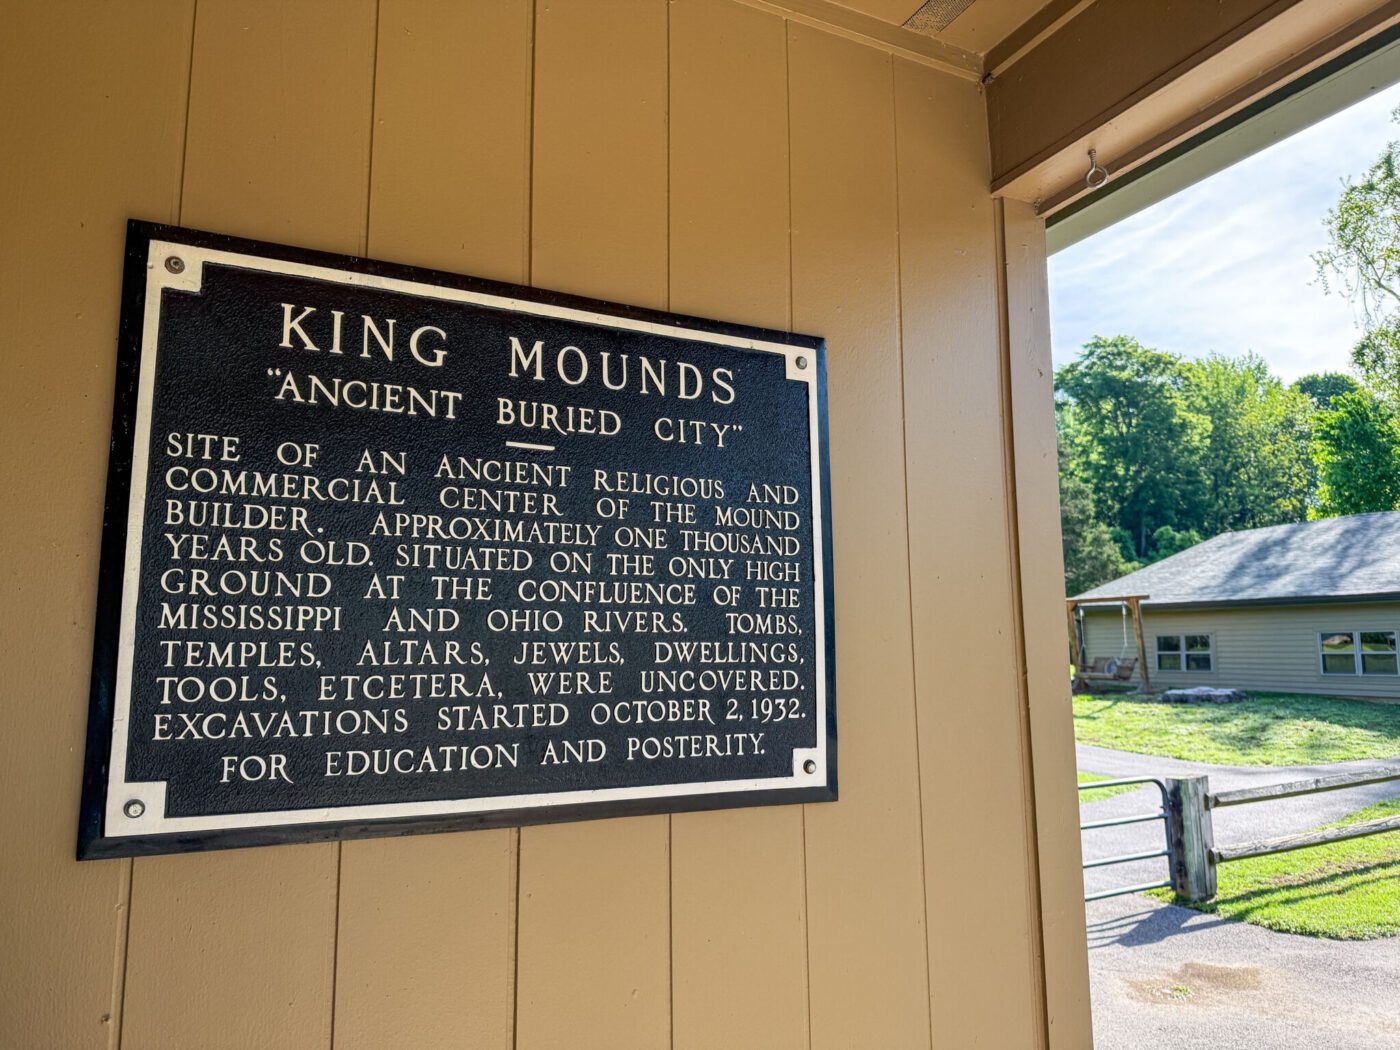 KING MOUNDS
"ANCIENT BURIED CITY"
SITE OF AN ANCIENT RELIGIOUS AND
COMMERCIAL CENTER OF THE MOUND
BUILDER. APPROXIMATELY ONE THOUSAND
YEARS OLD. SITUATED ON THE ONLY HIGH
GROUND AT THE CONFLUENCE OF THE
MISSISSIPPI AND OHIO RIVERS. TOMBS,
TEMPLES, ALTARS, JEWELS, DWELLINGS,
TOOLS, ETCETERA, WERE UNCOVERED.
EXCAVATIONS STARTED OCTOBER 2, 1932.
FOR EDUCATION AND POSTERITY.